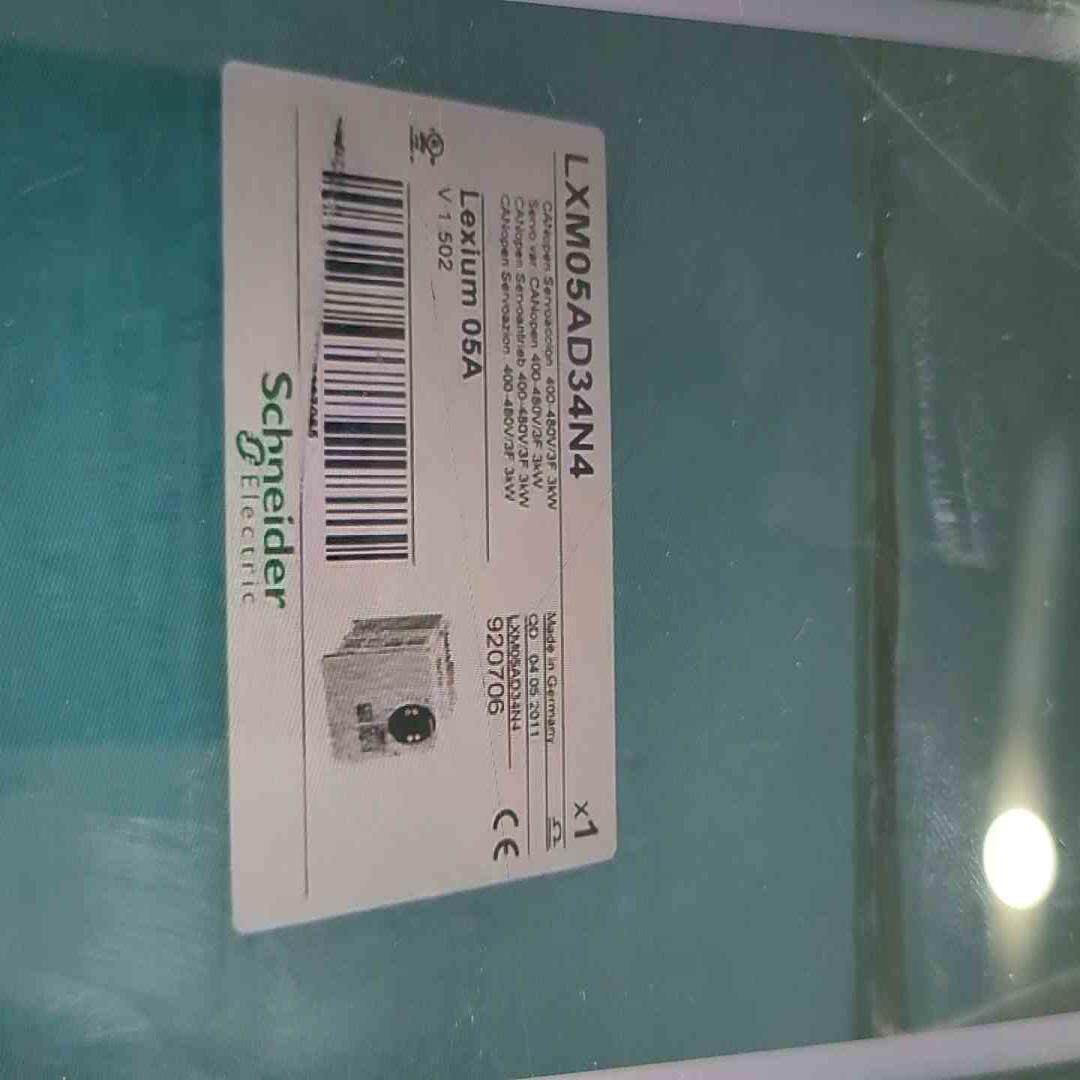 LXM05AD34N4
x1
CANopen Servoaccion 400-480V/3F 3kW
Servo var. CANopen 400-480V/3F 3kW
CANopen Servoantrieb 400-480V/3F 3kW
CANopen Servoazion. 400-480V/3F 3kW
Made in Germany
QD 04 05 2011
LXM05AD34N4
920706
CE
Lexium 05A
V 1.502
Schneider
Electric